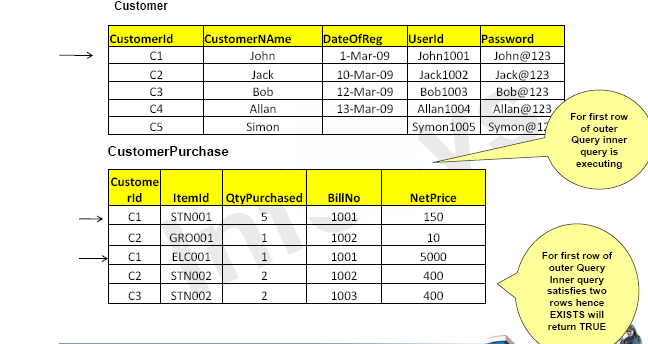 Customer
CustomerId CustomerNAme DateOfReg UserId Password
C1 John 1-Mar-09 John1001 John@123
C2 Jack 10-Mar-09 Jack1002 Jack@123
C3 Bob 12-Mar-09 Bob1003 Bob@123
C4 Allan 13-Mar-09 Allan1004 Allan@123
C5 Simon Symon1005 Symon@12
For first row
of outer
Query inner
query is
executing
CustomerPurchase
Custome
rId ItemId QtyPurchased BillNo NetPrice
C1 STN001 5 1001 150
C2 GRO001 1 1002 10
C1 ELC001 1 1001 5000
C2 STN002 2 1002 400
C3 STN002 2 1003 400
For first row of
outer Query
Inner query
satisfies two
rows hence
EXISTS will
return TRUE